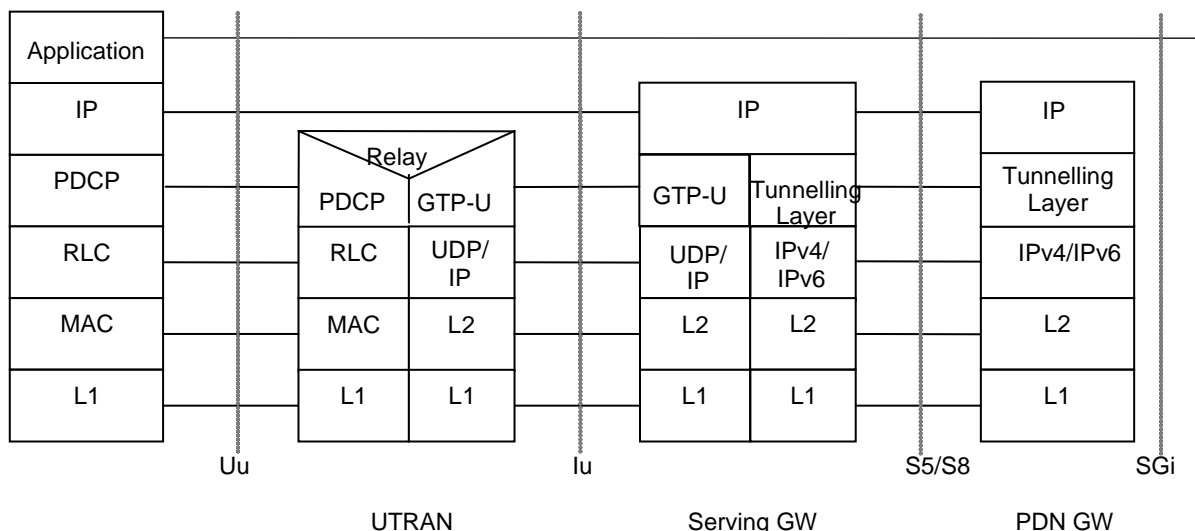 Application
IP
PDCP
RLC
MAC
L1
Relay
PDCP
GTP-U
RLC
UDP/
IP
MAC
L2
L1
L1
IP
GTP-U
Tunnelling
Layer
UDP/
IP
IPv4/
IPv6
L2
L2
L1
L1
IP
Tunnelling
Layer
IPv4/IPv6
L2
L1
Uu
Iu
S5/S8
SGi
UTRAN
Serving GW
PDN GW